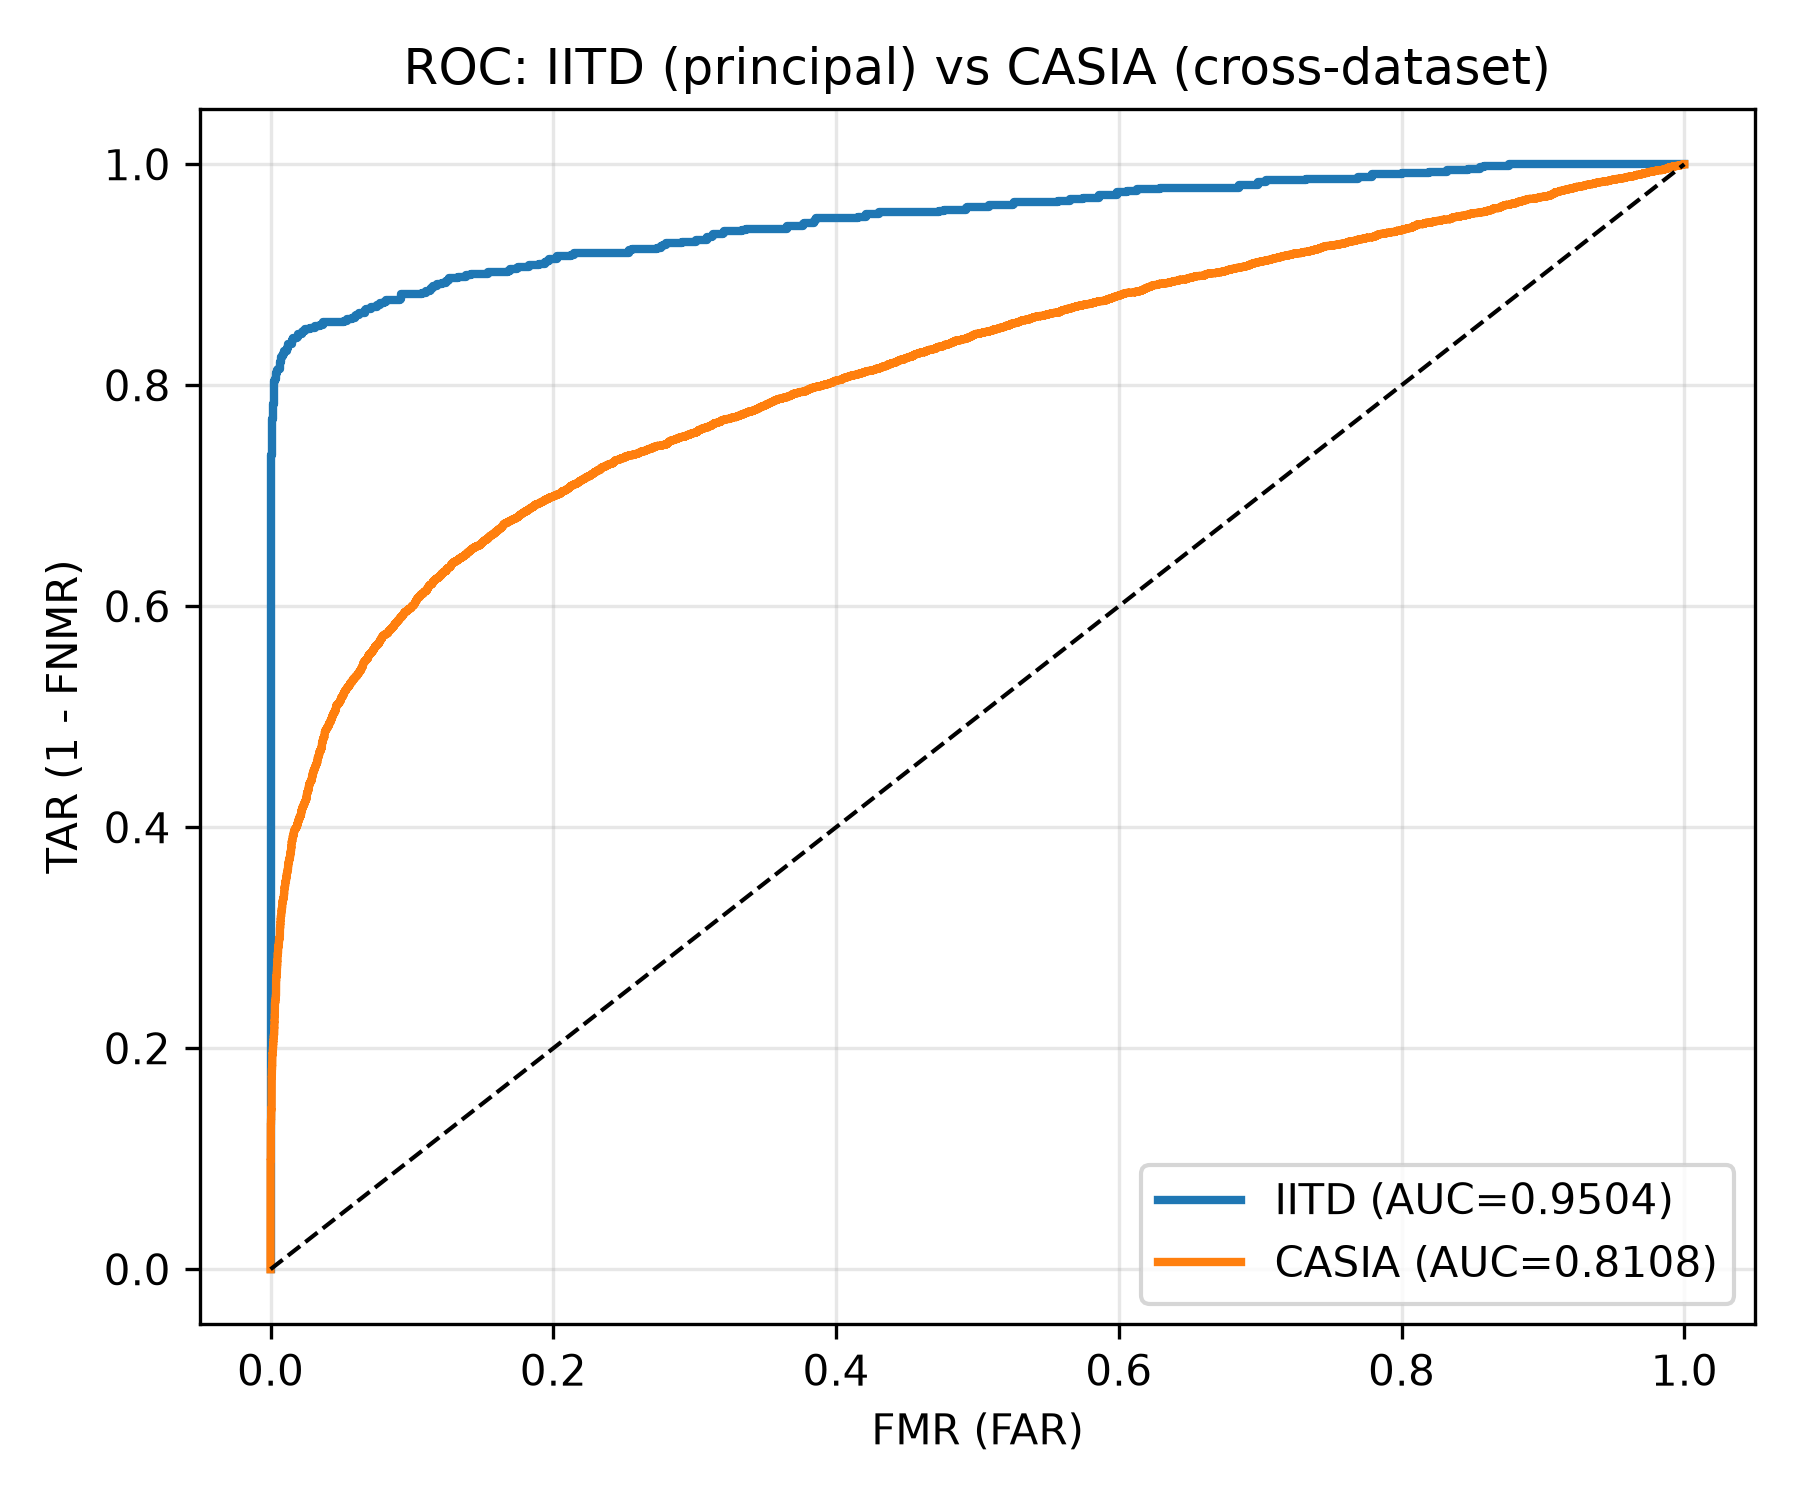 ROC: IITD (principal) vs CASIA (cross-dataset)
TAR (1 - FNMR)
1.0
0.8
0.6
0.4
0.2
0.0
IITD (AUC=0.9504)
CASIA (AUC=0.8108)
0.0 0.2 0.4 0.6 0.8 1.0
FMR (FAR)